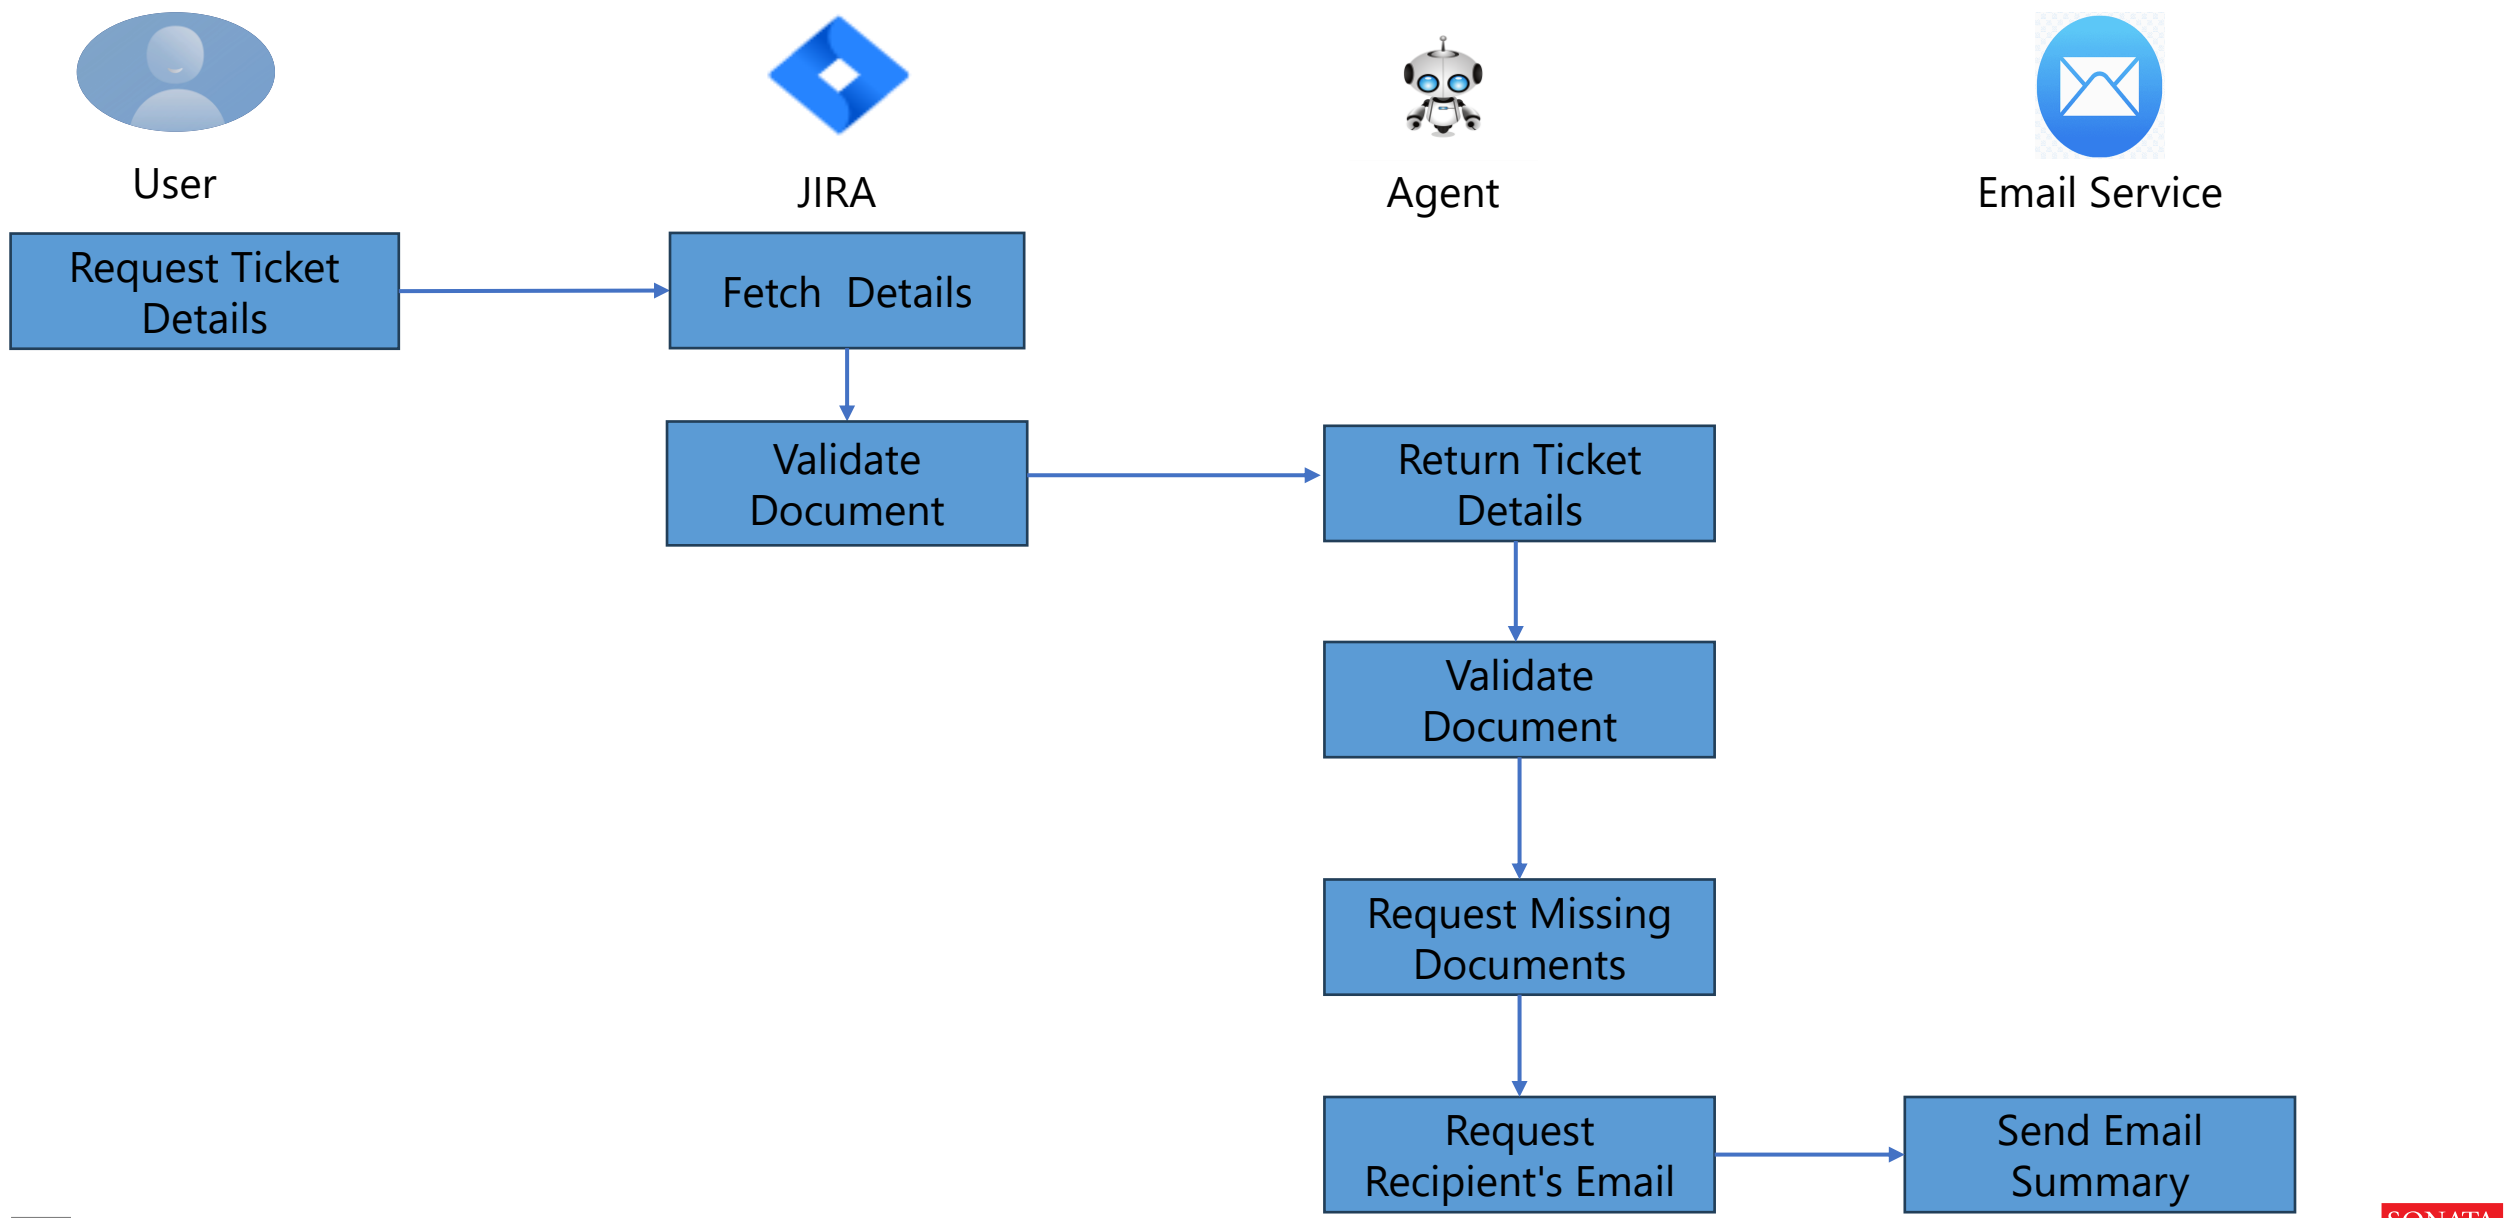 User
JIRA
Agent
Email Service
Request Ticket
Details
Fetch  Details
Validate
Document
Return Ticket
Details
Validate
Document
Request Missing
Documents
Request
Recipient's Email
Send Email
Summary
SONATA